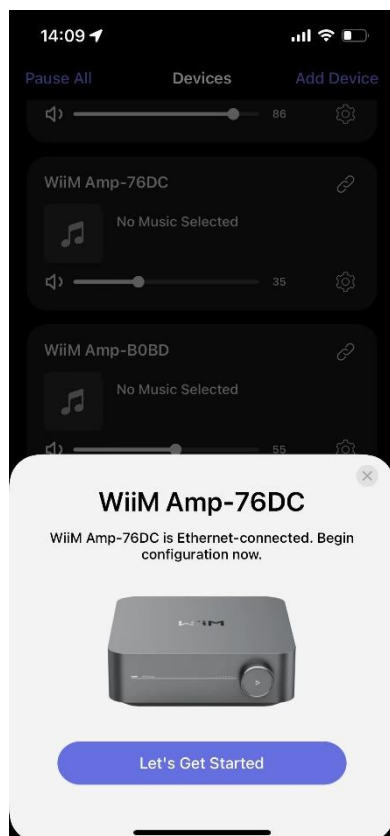 14:09
Pause All Devices Add Device
86
WiiM Amp-76DC
No Music Selected
35
WiiM Amp-B0BD
No Music Selected
55
WiiM Amp-76DC
WiiM Amp-76DC is Ethernet-connected. Begin
configuration now.
WiiM
Let's Get Started